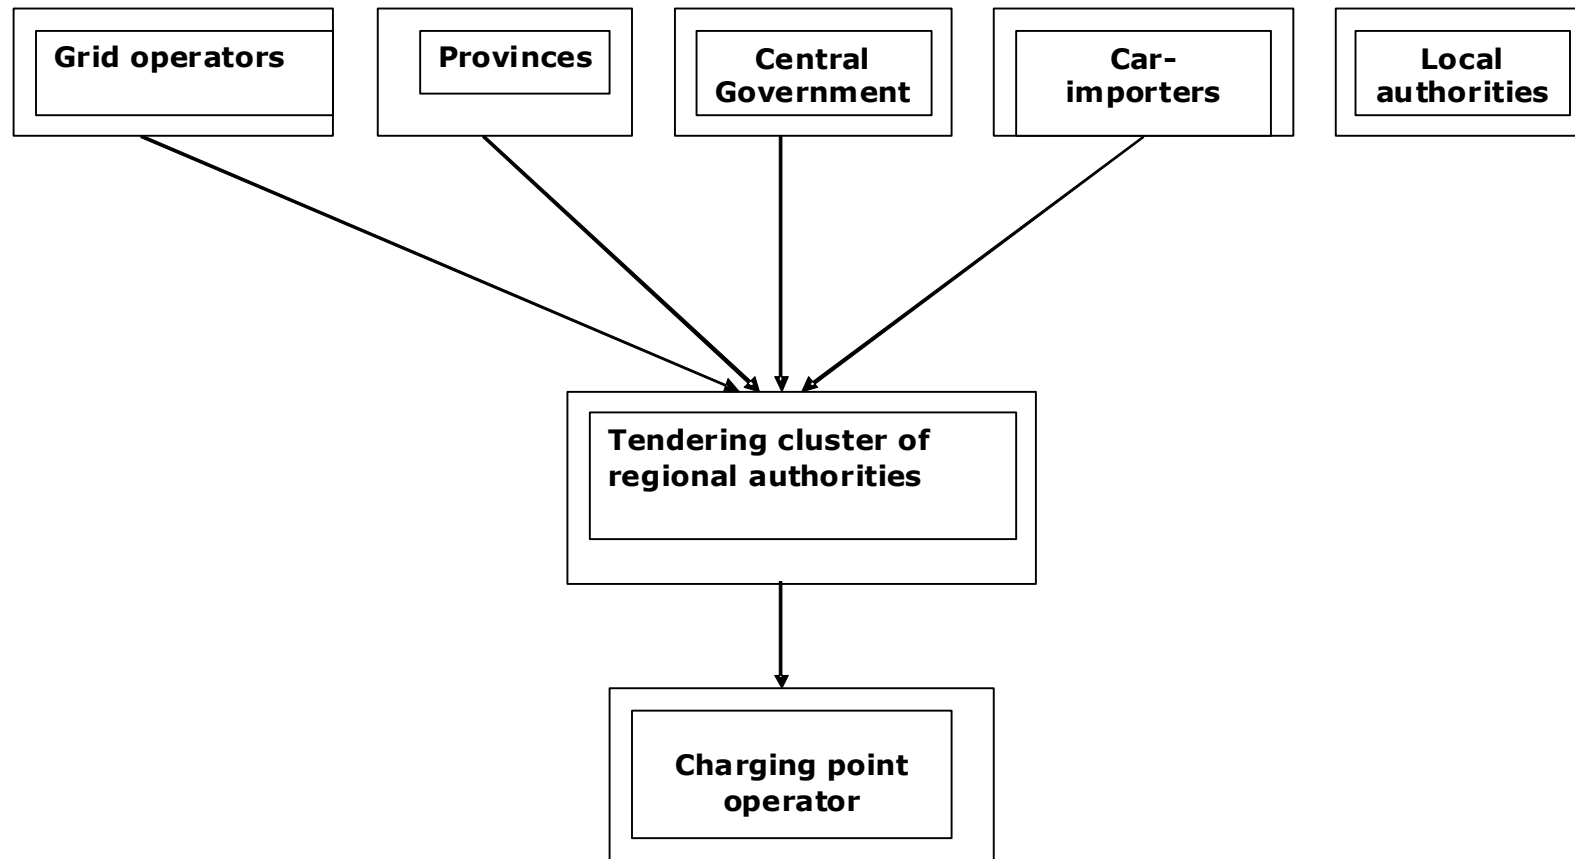 Grid operators
Provinces
Central
Government
Car-
importers
Local
authorities
Tendering cluster of
regional authorities
Charging point
operator